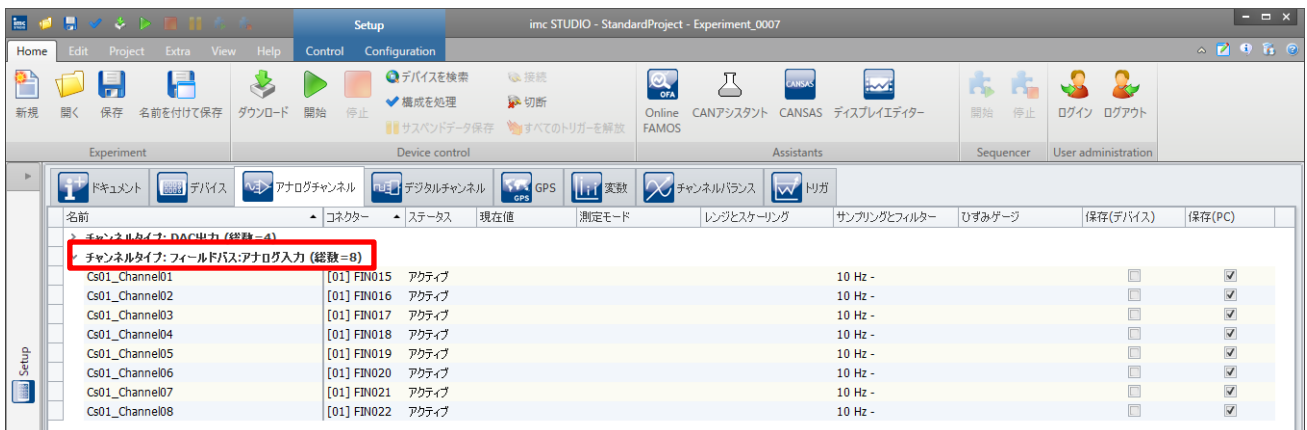 imc Setup imc STUDIO - StandardProject - Experiment_0007
Home Edit Project Extra View Help Control Configuration
新規 開く 保存 名前を付けて保存 ダウンロード 開始 停止
デバイスを検索 接続
構成を処理 切断
サスペンドデータ保存 すべてのトリガーを解放
OFA Online FAMOS CANアシスタント CANSAS CANSAS ディスプレイエディター 開始 停止 ログイン ログアウト
Experiment Device control Assistants Sequencer User administration
ドキュメント デバイス アナログチャンネル デジタルチャンネル GPS GPS 変数 チャンネルバランス トリガ
名前 コネクター ステータス 現在値 測定モード レンジとスケーリング サンプリングとフィルター ひずみゲージ 保存(デバイス) 保存(PC)
チャンネルタイプ: DAC出力 (総数=4)
チャンネルタイプ: フィールドバス:アナログ入力 (総数=8)
Cs01_Channel01 [01] FIN015 アクティブ 10 Hz -
Cs01_Channel02 [01] FIN016 アクティブ 10 Hz -
Cs01_Channel03 [01] FIN017 アクティブ 10 Hz -
Cs01_Channel04 [01] FIN018 アクティブ 10 Hz -
Cs01_Channel05 [01] FIN019 アクティブ 10 Hz -
Cs01_Channel06 [01] FIN020 アクティブ 10 Hz -
Cs01_Channel07 [01] FIN021 アクティブ 10 Hz -
Cs01_Channel08 [01] FIN022 アクティブ 10 Hz -
Setup